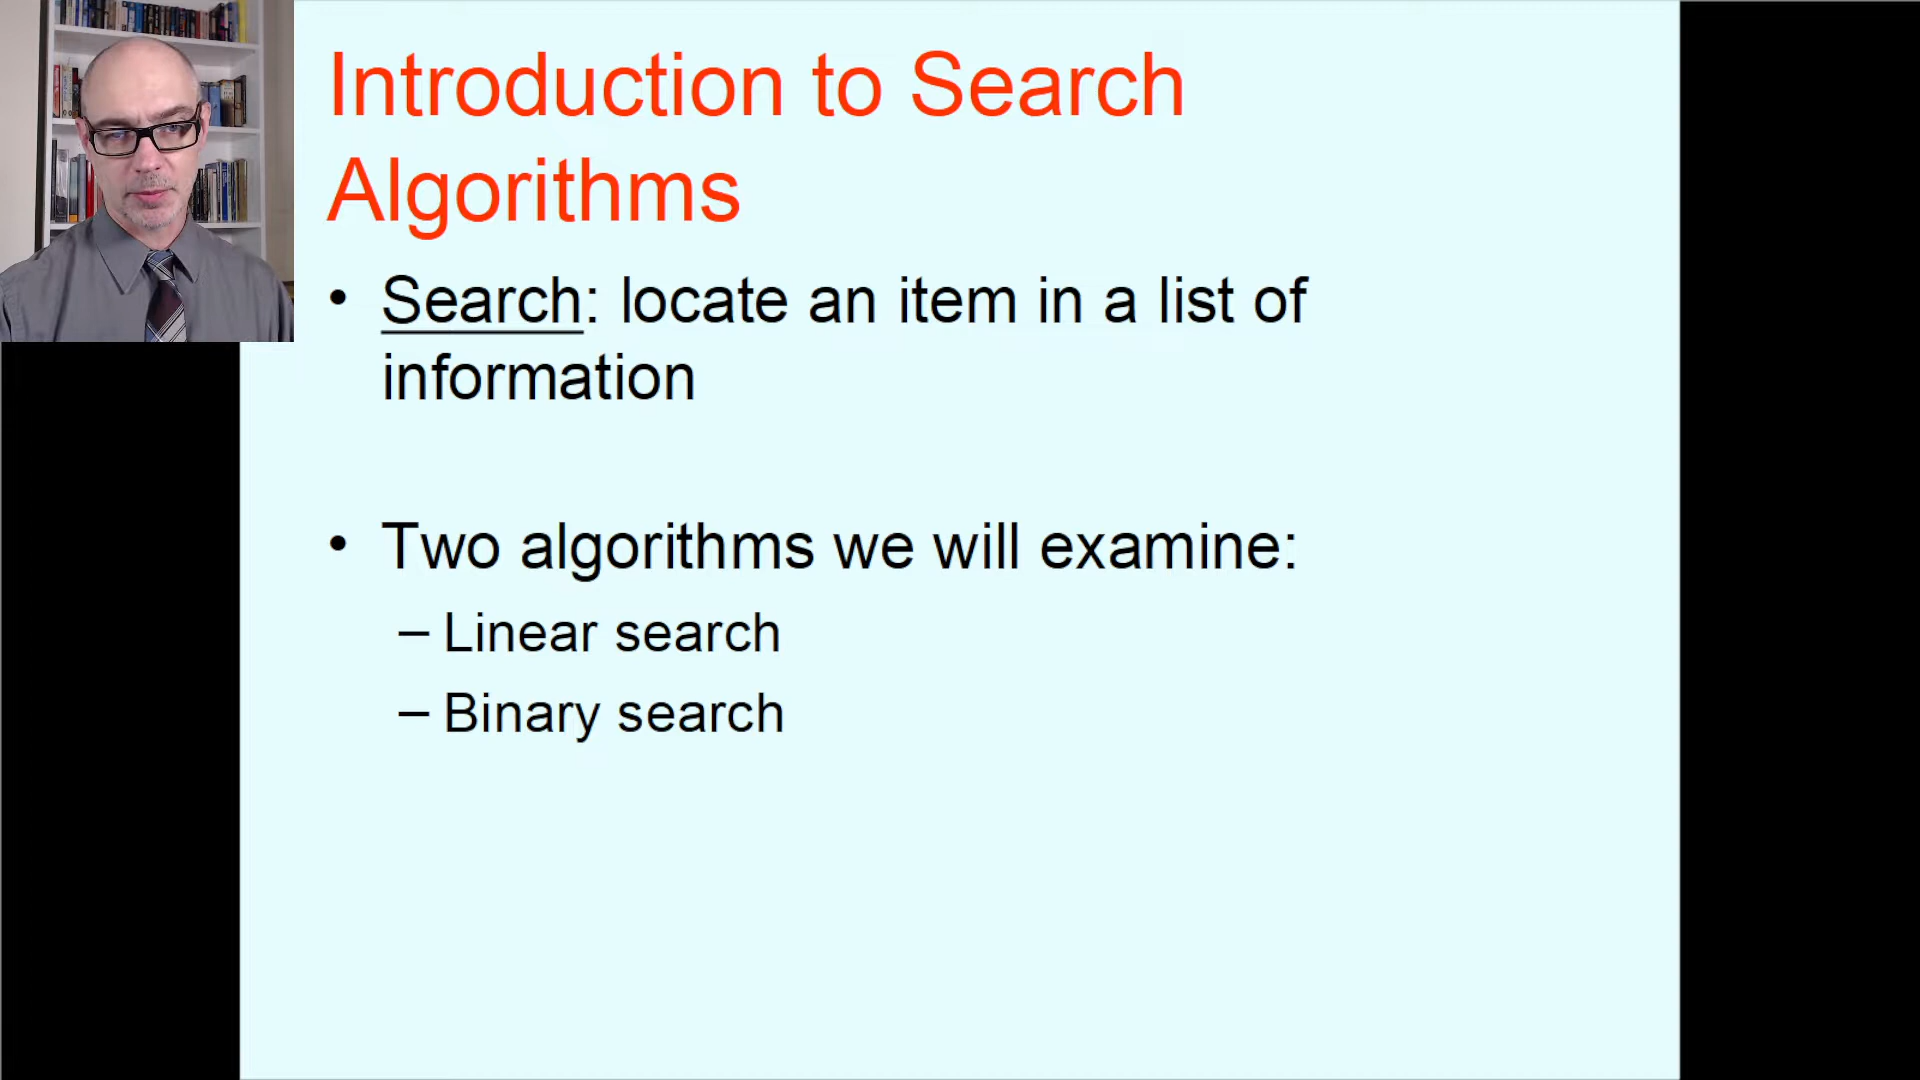 Introduction to Search
Algorithms
• Search: locate an item in a list of
information
• Two algorithms we will examine:
– Linear search
– Binary search